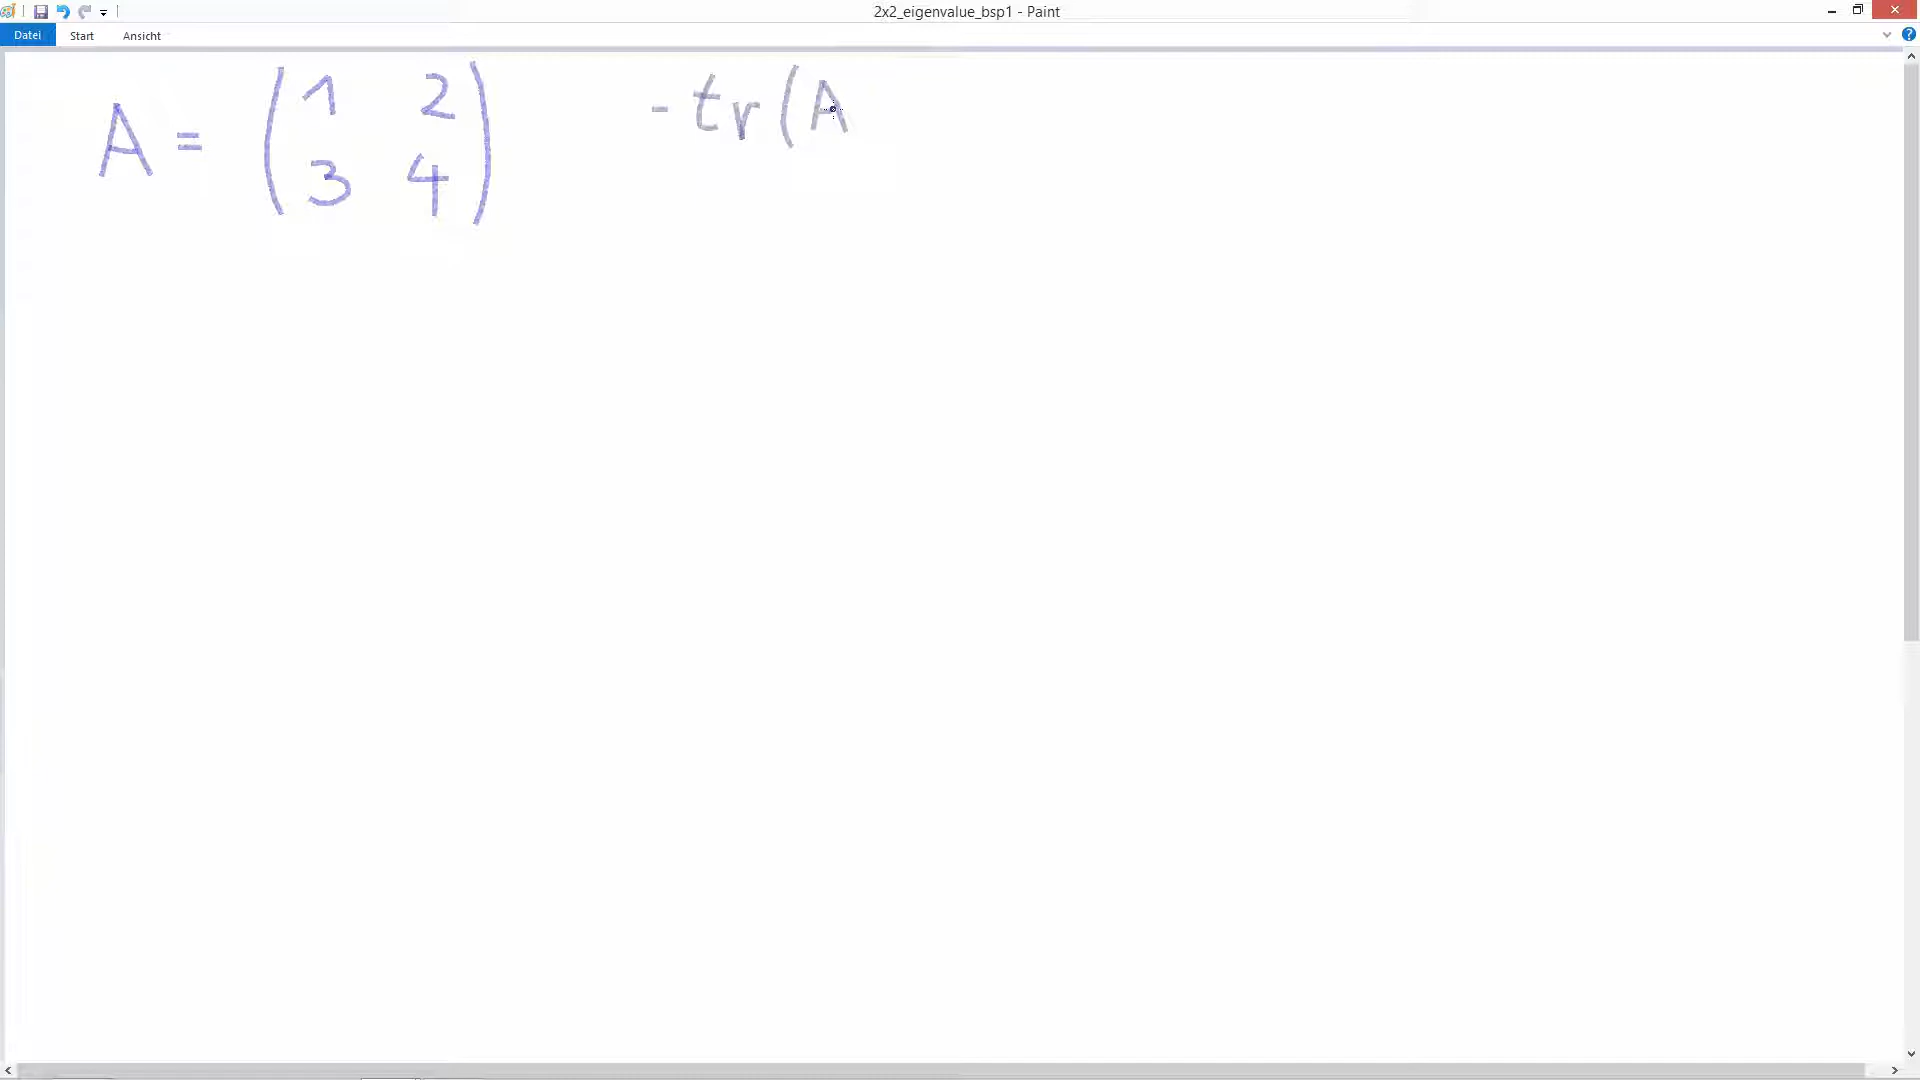 2x2_eigenvalue_bsp1 - Paint
Datei Start Ansicht
A = ( 1 2 - tr (A
3 4 )